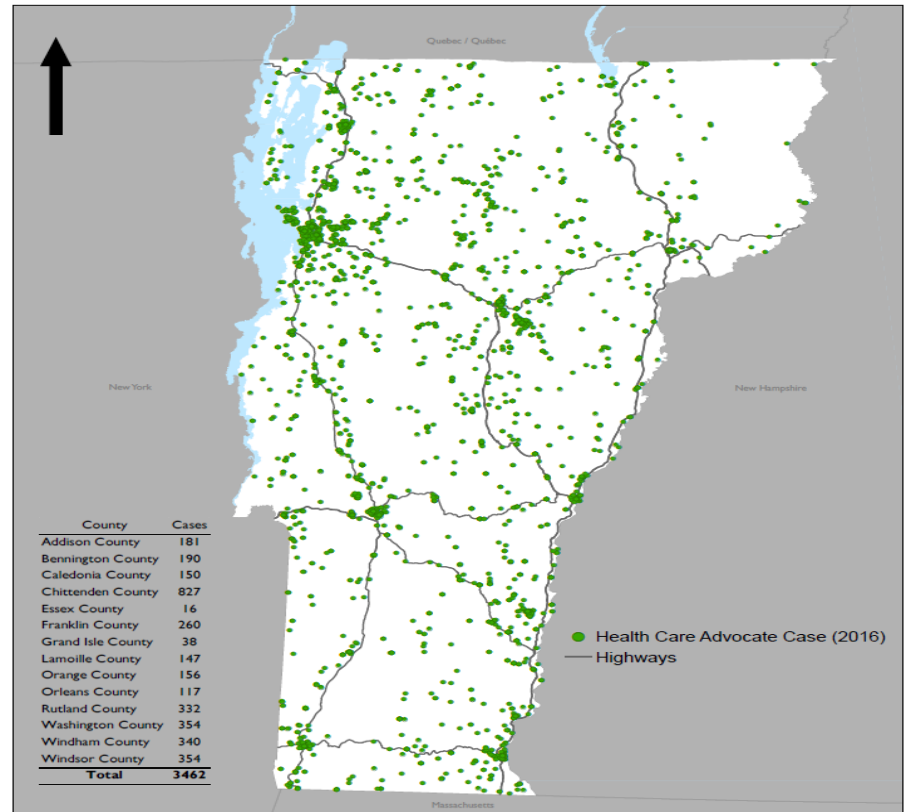 Quebec / Québec
New York
New Hampshire
County Cases
Addison County 181
Bennington County 190
Caledonia County 150
Chittenden County 827
Essex County 16
Franklin County 260
Grand Isle County 38
Lamoille County 147
Orange County 156
Orleans County 117
Rutland County 332
Washington County 354
Windham County 340
Windsor County 354
Total 3462
Health Care Advocate Case (2016)
Highways
Massachusetts